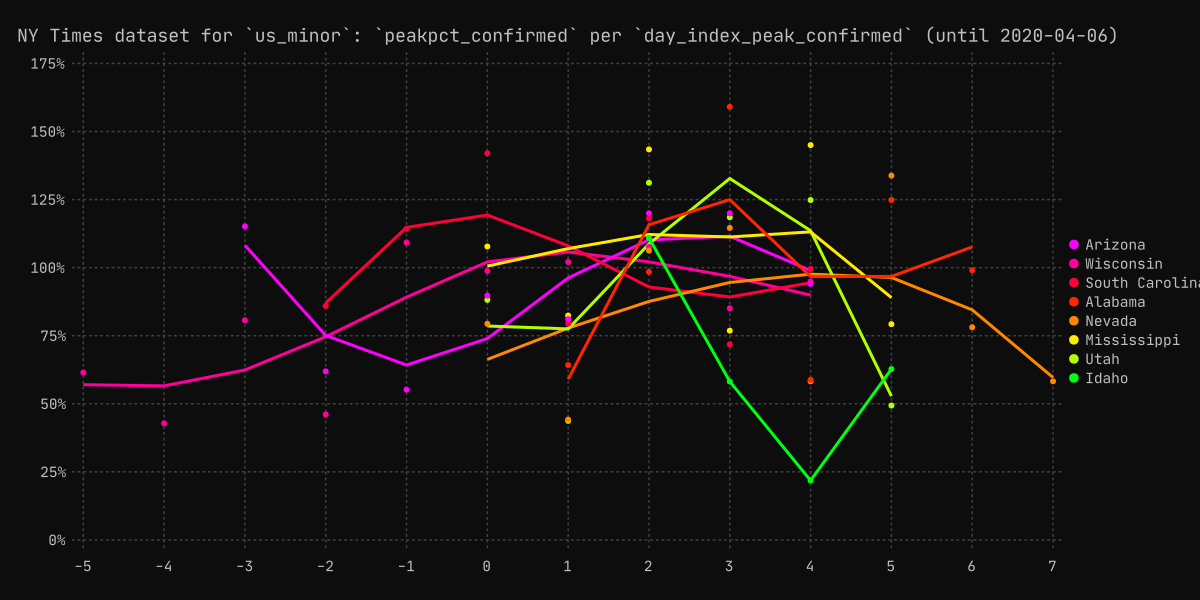 NY Times dataset for `us_minor`: `peakpct_confirmed` per `day_index_peak_confirmed` (until 2020-04-06)
175%
150%
125%
100%
75%
50%
25%
0%
-5 -4 -3 -2 -1 0 1 2 3 4 5 6 7
Arizona
Wisconsin
South Carolina
Alabama
Nevada
Mississippi
Utah
Idaho